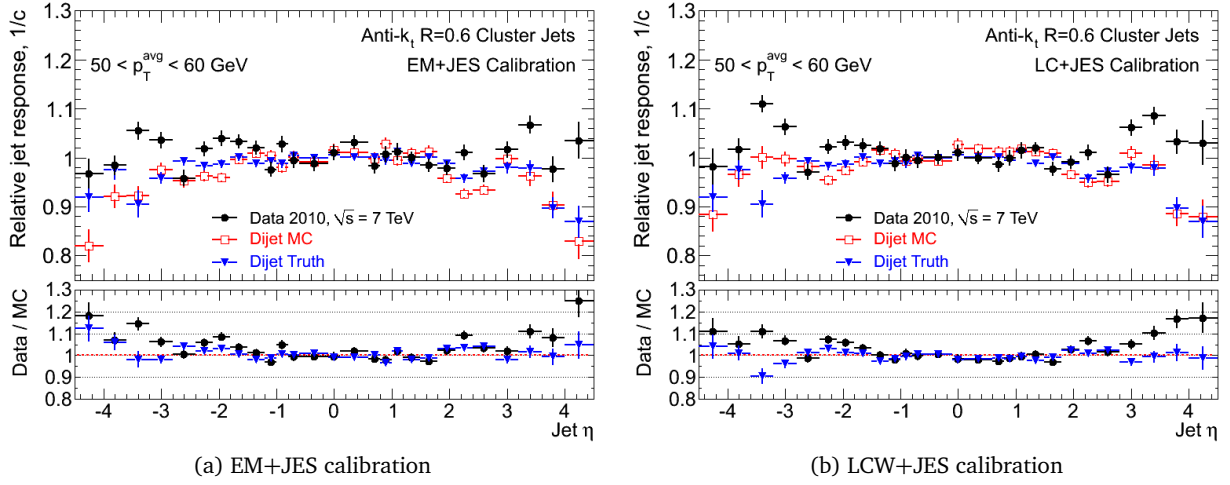 Relative jet response, 1/c
1.3
1.2
1.1
1
0.9
0.8
Anti-kt R=0.6 Cluster Jets
50 < pTavg < 60 GeV
EM+JES Calibration
Data 2010, √s = 7 TeV
Dijet MC
Dijet Truth
Data / MC
1.3
1.2
1.1
1
0.9
0.8
-4 -3 -2 -1 0 1 2 3 4
Jet η
(a) EM+JES calibration
Relative jet response, 1/c
1.3
1.2
1.1
1
0.9
0.8
Anti-kt R=0.6 Cluster Jets
50 < pTavg < 60 GeV
LC+JES Calibration
Data 2010, √s = 7 TeV
Dijet MC
Dijet Truth
Data / MC
1.3
1.2
1.1
1
0.9
0.8
-4 -3 -2 -1 0 1 2 3 4
Jet η
(b) LCW+JES calibration